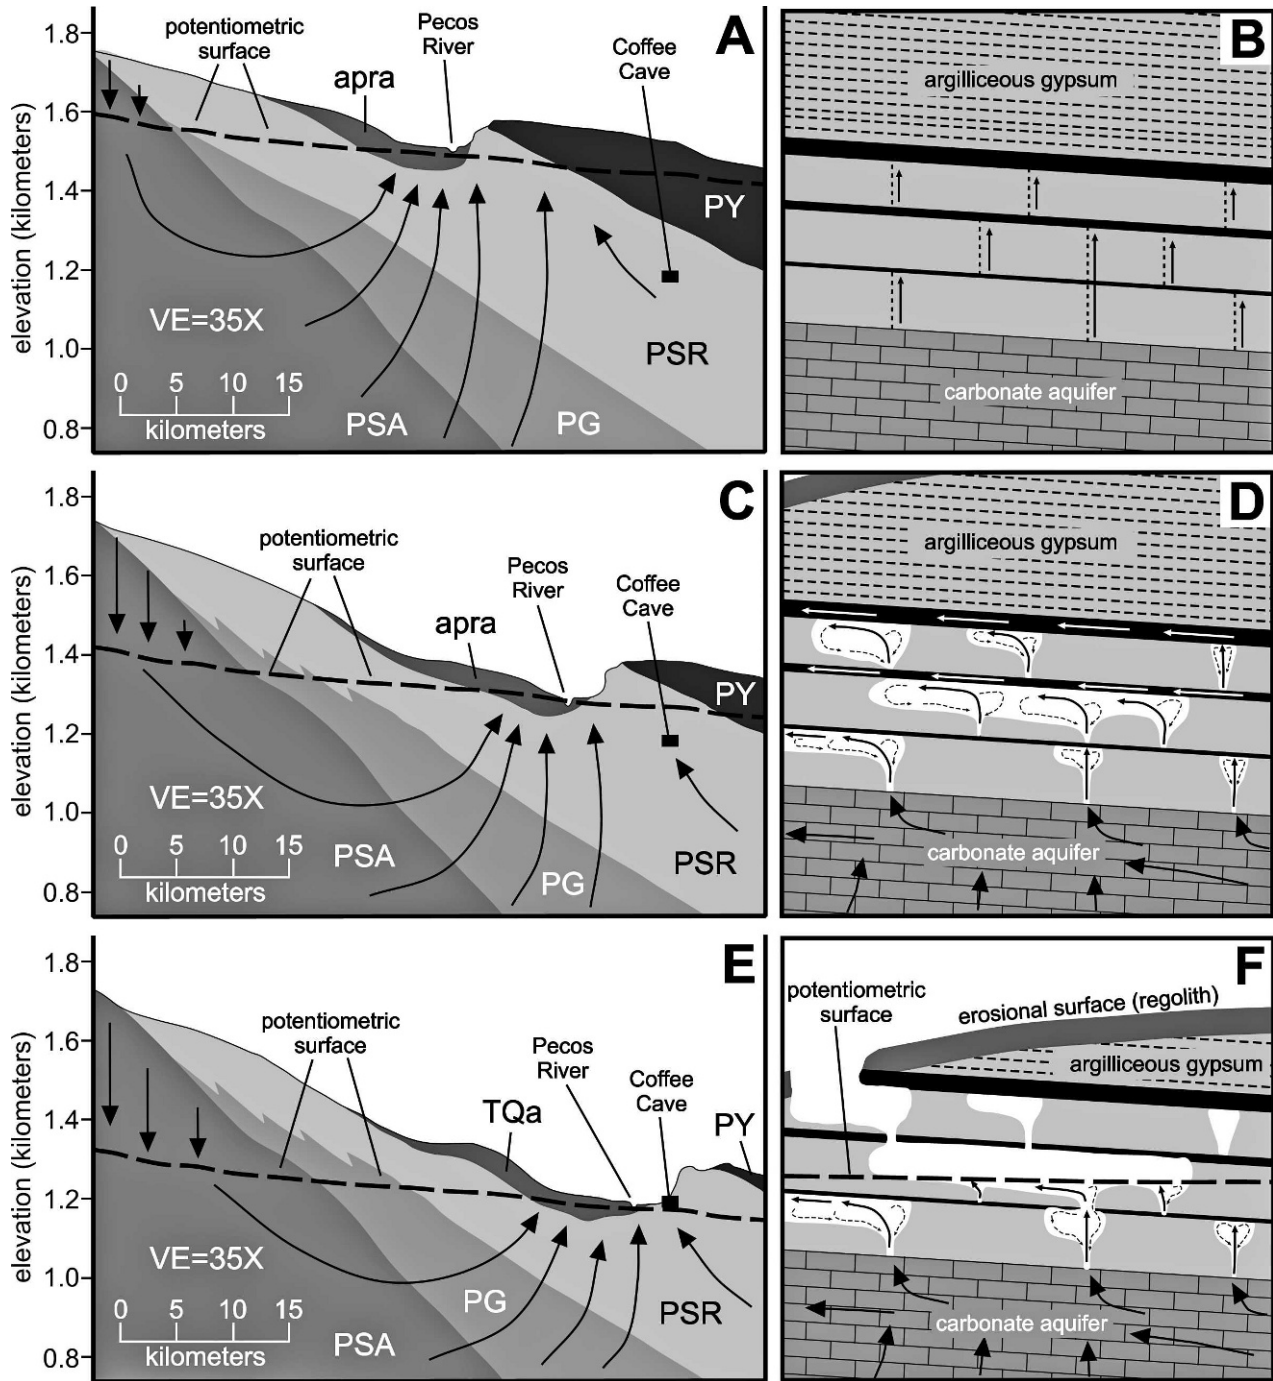 A
1.8
1.6
1.4
1.2
1.0
0.8
elevation (kilometers)
potentiometric
surface
apra
Pecos
River
Coffee
Cave
PY
VE=35X
PSR
PSA
PG
0 5 10 15
kilometers
B
argilliceous gypsum
carbonate aquifer
C
1.8
1.6
1.4
1.2
1.0
0.8
elevation (kilometers)
potentiometric
surface
Pecos
River
Coffee
Cave
apra
PY
VE=35X
0 5 10 15
kilometers
PSA
PG
PSR
D
argilliceous gypsum
carbonate aquifer
E
1.8
1.6
1.4
1.2
1.0
0.8
elevation (kilometers)
potentiometric
surface
Pecos
River
Coffee
Cave
TQa
PY
VE=35X
0 5 10 15
kilometers
PG
PSR
PSA
F
potentiometric
surface
erosional surface (regolith)
argilliceous gypsum
carbonate aquifer